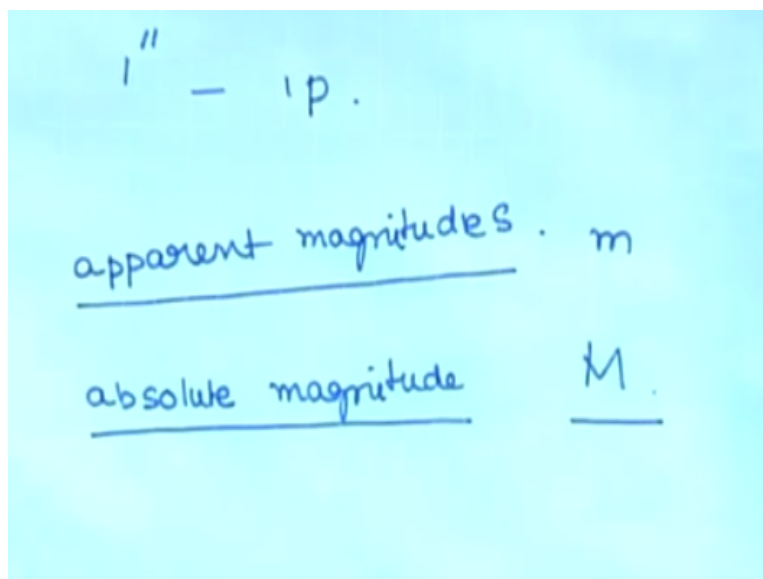 1" - 1p.
apparent magnitudes. m
absolute magnitude M.